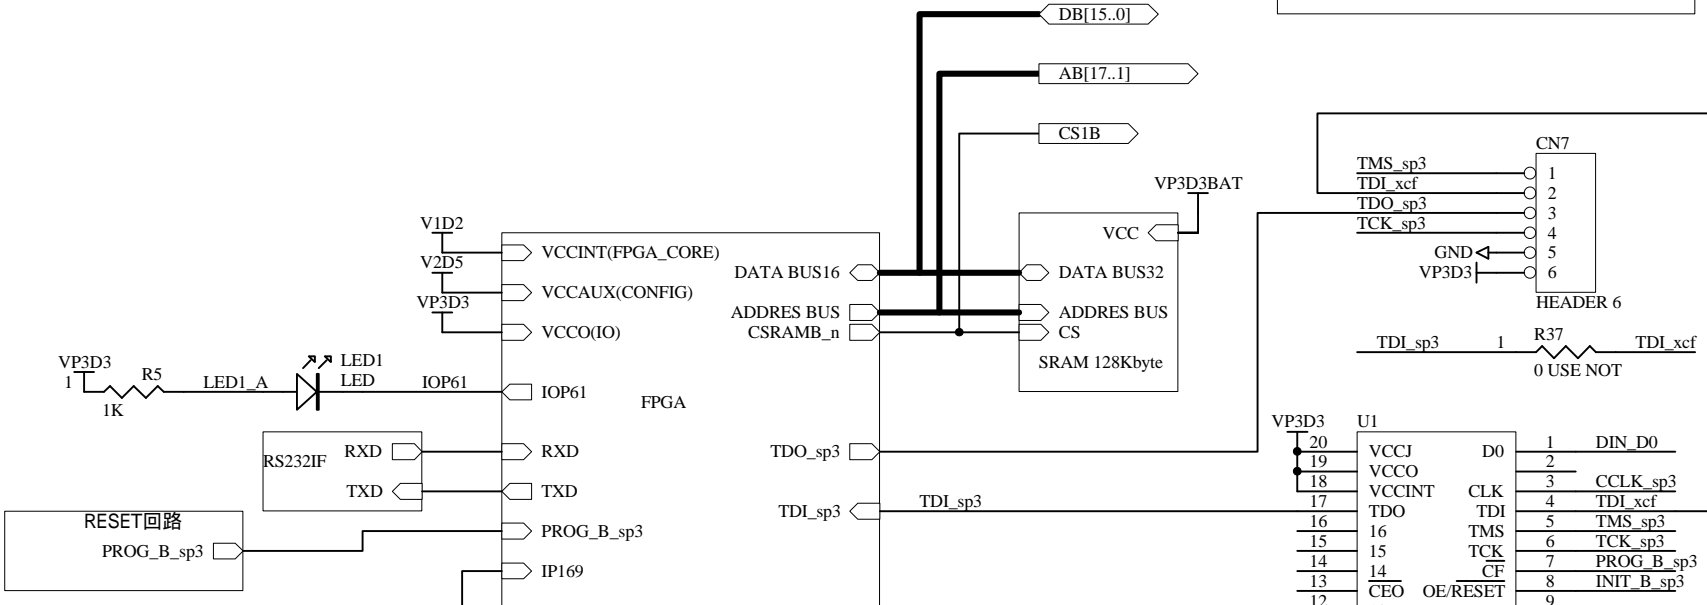 DB[15..0]
AB[17..1]
CS1B
VP3D3BAT
VCC
DATA BUS32
ADDRES BUS
CS
SRAM 128Kbyte
V1D2
V2D5
VP3D3
VCCINT(FPGA_CORE)
VCCAUX(CONFIG)
VCCO(IO)
DATA BUS16
ADDRES BUS
CSRAMB_n
VP3D3
1
R5
1K
LED1_A
LED1
LED
IOP61
IOP61
FPGA
RS232IF
RXD
TXD
RXD
TXD
TDO_sp3
TDI_sp3
TDI_sp3
RESET回路
PROG_B_sp3
PROG_B_sp3
IP169
CN7
TMS_sp3
1
TDI_xcf
2
TDO_sp3
3
TCK_sp3
4
GND
5
VP3D3
6
HEADER 6
TDI_sp3
1
R37
TDI_xcf
0 USE NOT
VP3D3
U1
20
VCCJ
D0
1
DIN_D0
19
VCCO
2
18
VCCINT
CLK
3
CCLK_sp3
17
TDO
TDI
4
TDI_xcf
16
16
TMS
5
TMS_sp3
15
15
TCK
6
TCK_sp3
14
14
CF
7
PROG_B_sp3
13
CEO
OE/RESET
8
INIT_B_sp3
12
9